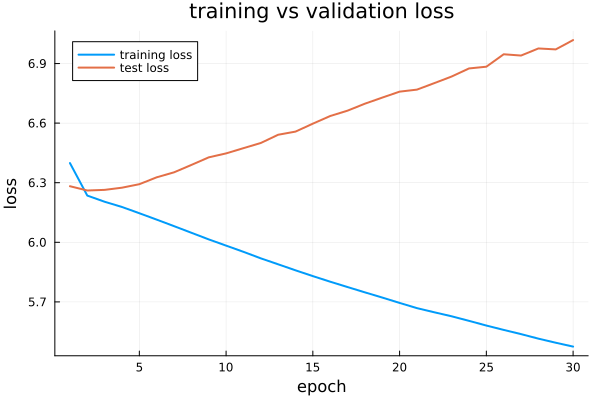 training vs validation loss
training loss
test loss
6.9
6.6
6.3
6.0
5.7
loss
5 10 15 20 25 30
epoch